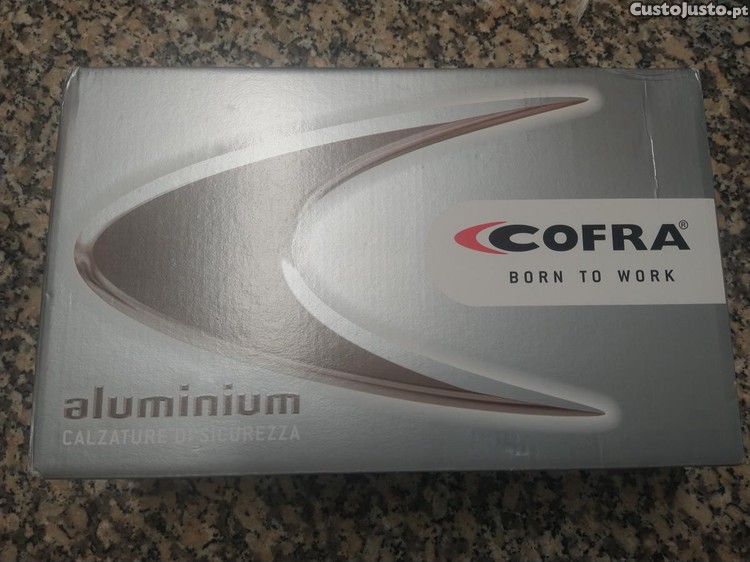 CustoJusto.pt
COFRA®
BORN TO WORK
aluminium
CALZATURE DI SICUREZZA